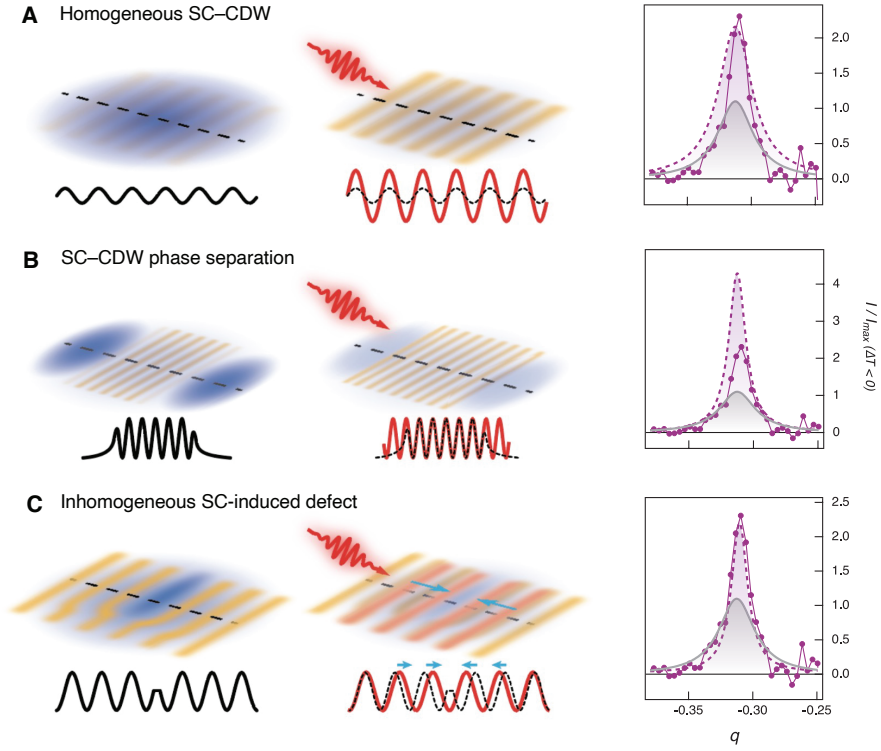 A Homogeneous SC–CDW
2.0
1.5
1.0
0.5
0.0
B SC–CDW phase separation
4
3
2
1
0
I / Imax (ΔT < 0)
C Inhomogeneous SC-induced defect
2.5
2.0
1.5
1.0
0.5
0.0
-0.35 -0.30 -0.25
q